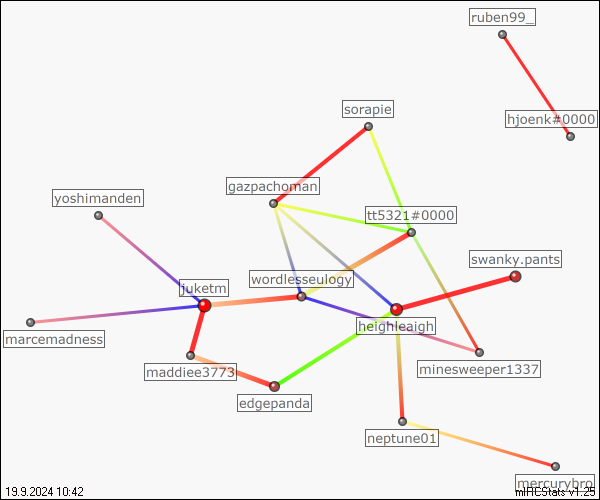 ruben99_
sorapie
hjoenk#0000
gazpachoman
yoshimanden
tt5321#0000
swanky.pants
wordlesseulogy
juketm
heighleaigh
marcemadness
maddiee3773
minesweeper1337
edgepanda
neptune01
mercurybro
19.9.2024 10:42
mIRCStats v1.25